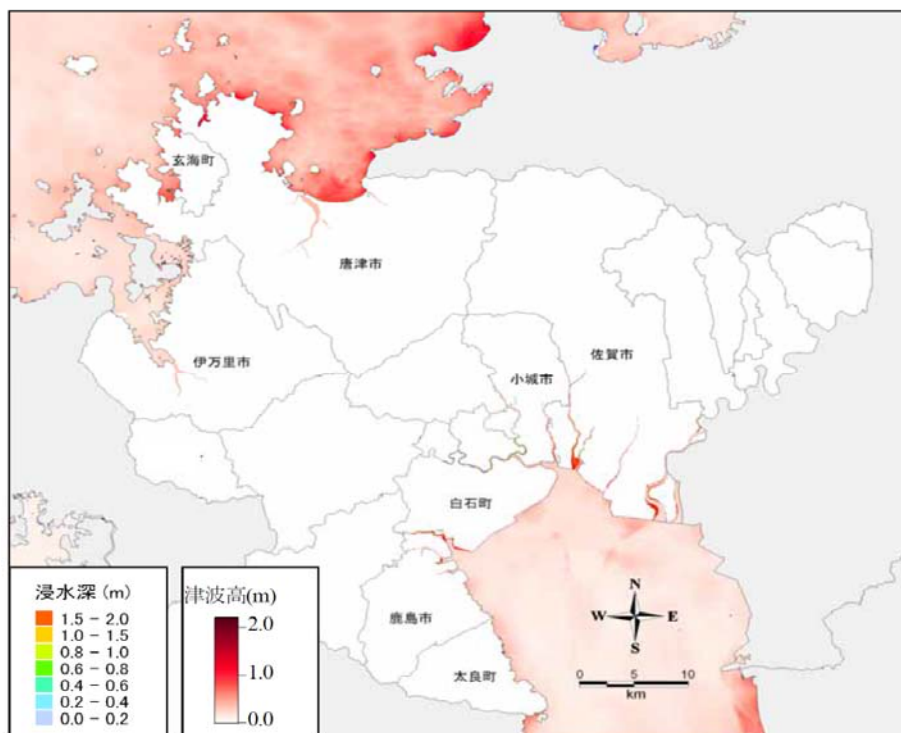 玄海町
唐津市
伊万里市
佐賀市
小城市
白石町
鹿島市
太良町
浸水深 (m)
1.5 - 2.0
1.0 - 1.5
0.8 - 1.0
0.6 - 0.8
0.4 - 0.6
0.2 - 0.4
0.0 - 0.2
津波高(m)
2.0
1.0
0.0
N
W E
S
0 5 10
km